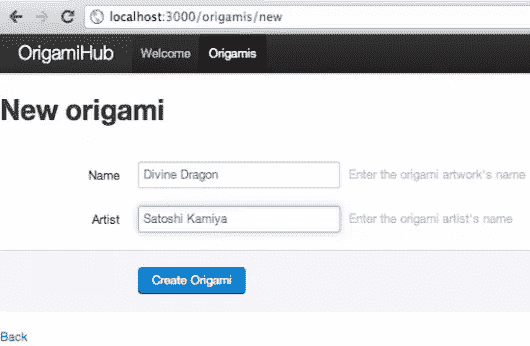 localhost:3000/origamis/new
OrigamiHub Welcome Origamis
New origami
Name Divine Dragon Enter the origami artwork's name
Artist Satoshi Kamiya Enter the origami artist's name
Create Origami
Back